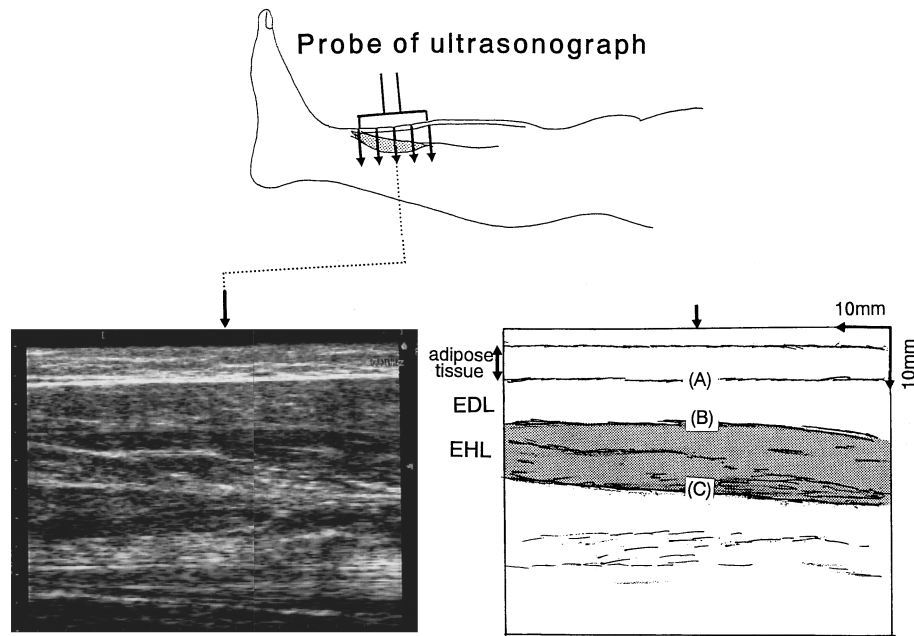 Probe of ultrasonograph
10mm
10mm
adipose
tissue
(A)
EDL
(B)
EHL
(C)